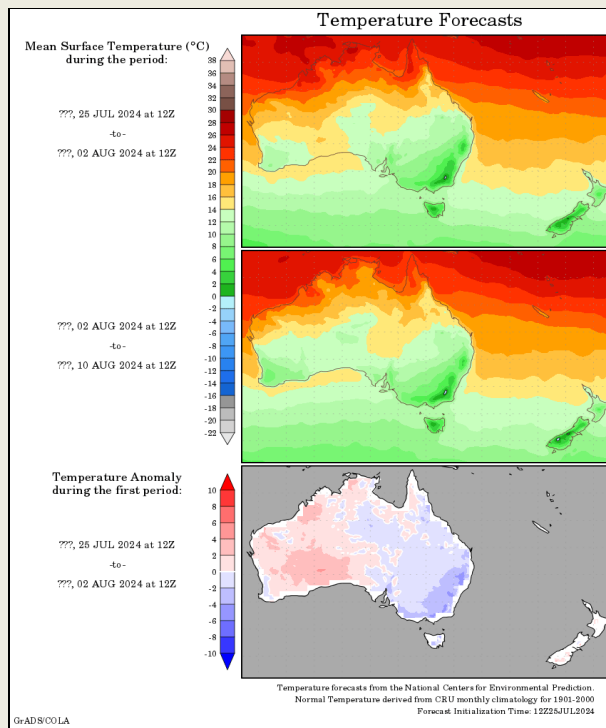 Temperature Forecasts
Mean Surface Temperature (°C)
during the period:
38
36
34
32
30
28
26
24
22
20
18
16
14
12
10
8
6
4
2
0
-2
-4
-6
-8
-10
-12
-14
-16
-18
-20
-22
???, 25 JUL 2024 at 12Z
-to-
???, 02 AUG 2024 at 12Z
???, 02 AUG 2024 at 12Z
-to-
???, 10 AUG 2024 at 12Z
Temperature Anomaly
during the first period:
10
8
6
4
2
0
-2
-4
-6
-8
-10
???, 25 JUL 2024 at 12Z
-to-
???, 02 AUG 2024 at 12Z
Temperature forecasts from the National Centers for Environmental Prediction.
Normal Temperature derived from CRU monthly climatology for 1901-2000
Forecast Initialization Time: 12Z25JUL2024
GrADS/COLA